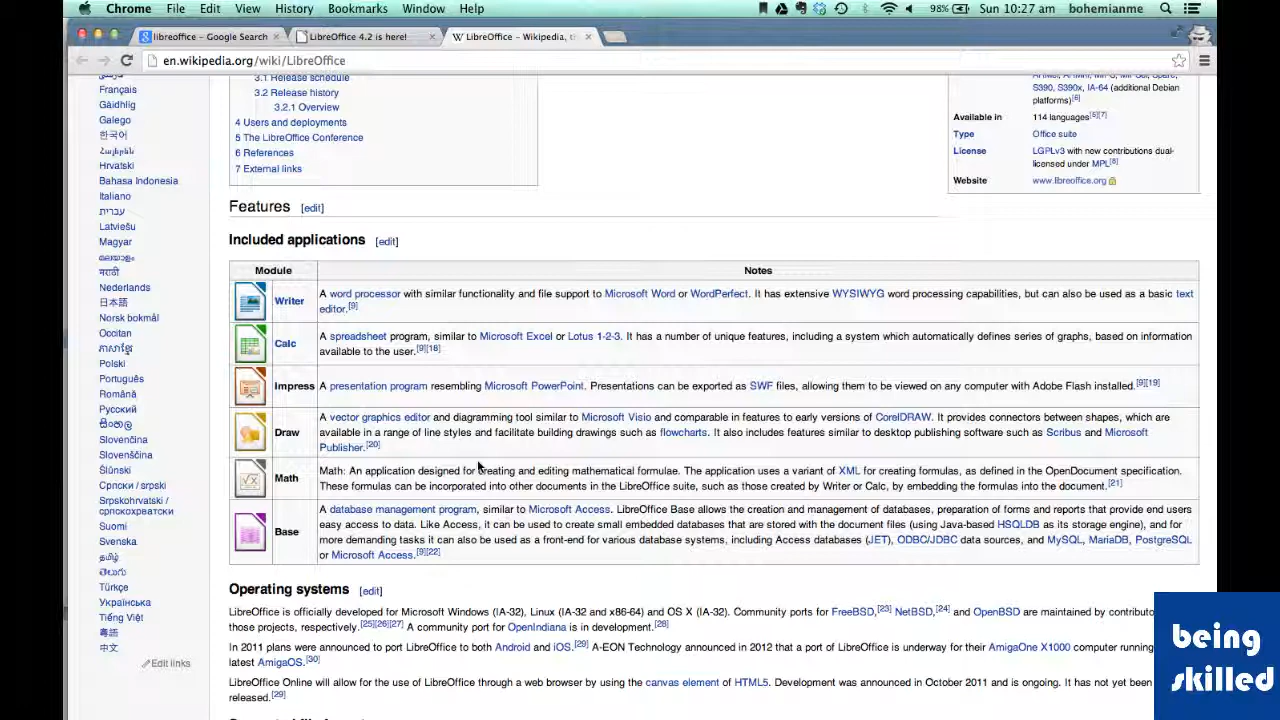 Chrome File Edit View History Bookmarks Window Help 98% Sun 10:27 am bohemianme
libreoffice – Google Search LibreOffice 4.2 is here! LibreOffice – Wikipedia, t
en.wikipedia.org/wiki/LibreOffice
Français
Gàidhlig
Galego
한국어
Հայերեն
Hrvatski
Bahasa Indonesia
Italiano
עברית
Latviešu
Magyar
മലയാളം
मराठी
Nederlands
日本語
Norsk bokmål
Occitan
ភាសាខ្មែរ
Polski
Português
Română
Русский
සිංහල
Slovenčina
Slovenščina
Ślůnski
Српски / srpski
Srpskohrvatski /
српскохрватски
Suomi
Svenska
தமிழ்
తెలుగు
Türkçe
Українська
Tiếng Việt
粵語
中文
Edit links
3.1 Release schedule
3.2 Release history
3.2.1 Overview
4 Users and deployments
5 The LibreOffice Conference
6 References
7 External links
S390, S390x, IA-64 (additional Debian
platforms)[6]
Available in 114 languages[5][7]
Type Office suite
License LGPLv3 with new contributions dual-
licensed under MPL[8]
Website www.libreoffice.org
Features [edit]
Included applications [edit]
Module Notes
Writer A word processor with similar functionality and file support to Microsoft Word or WordPerfect. It has extensive WYSIWYG word processing capabilities, but can also be used as a basic text
editor.[9]
Calc A spreadsheet program, similar to Microsoft Excel or Lotus 1-2-3. It has a number of unique features, including a system which automatically defines series of graphs, based on information
available to the user.[9][18]
Impress A presentation program resembling Microsoft PowerPoint. Presentations can be exported as SWF files, allowing them to be viewed on any computer with Adobe Flash installed.[9][19]
Draw A vector graphics editor and diagramming tool similar to Microsoft Visio and comparable in features to early versions of CorelDRAW. It provides connectors between shapes, which are
available in a range of line styles and facilitate building drawings such as flowcharts. It also includes features similar to desktop publishing software such as Scribus and Microsoft
Publisher.[20]
Math Math: An application designed for creating and editing mathematical formulae. The application uses a variant of XML for creating formulas, as defined in the OpenDocument specification.
These formulas can be incorporated into other documents in the LibreOffice suite, such as those created by Writer or Calc, by embedding the formulas into the document.[21]
Base A database management program, similar to Microsoft Access. LibreOffice Base allows the creation and management of databases, preparation of forms and reports that provide end users
easy access to data. Like Access, it can be used to create small embedded databases that are stored with the document files (using Java-based HSQLDB as its storage engine), and for
more demanding tasks it can also be used as a front-end for various database systems, including Access databases (JET), ODBC/JDBC data sources, and MySQL, MariaDB, PostgreSQL
or Microsoft Access.[9][22]
Operating systems [edit]
LibreOffice is officially developed for Microsoft Windows (IA-32), Linux (IA-32 and x86-64) and OS X (IA-32). Community ports for FreeBSD,[23] NetBSD,[24] and OpenBSD are maintained by contributo
those projects, respectively.[25][26][27] A community port for OpenIndiana is in development.[28]
In 2011 plans were announced to port LibreOffice to both Android and iOS.[29] A-EON Technology announced in 2012 that a port of LibreOffice is underway for their AmigaOne X1000 computer running
latest AmigaOS.[30]
LibreOffice Online will allow for the use of LibreOffice through a web browser by using the canvas element of HTML5. Development was announced in October 2011 and is ongoing. It has not yet been
released.[29]
being
skilled